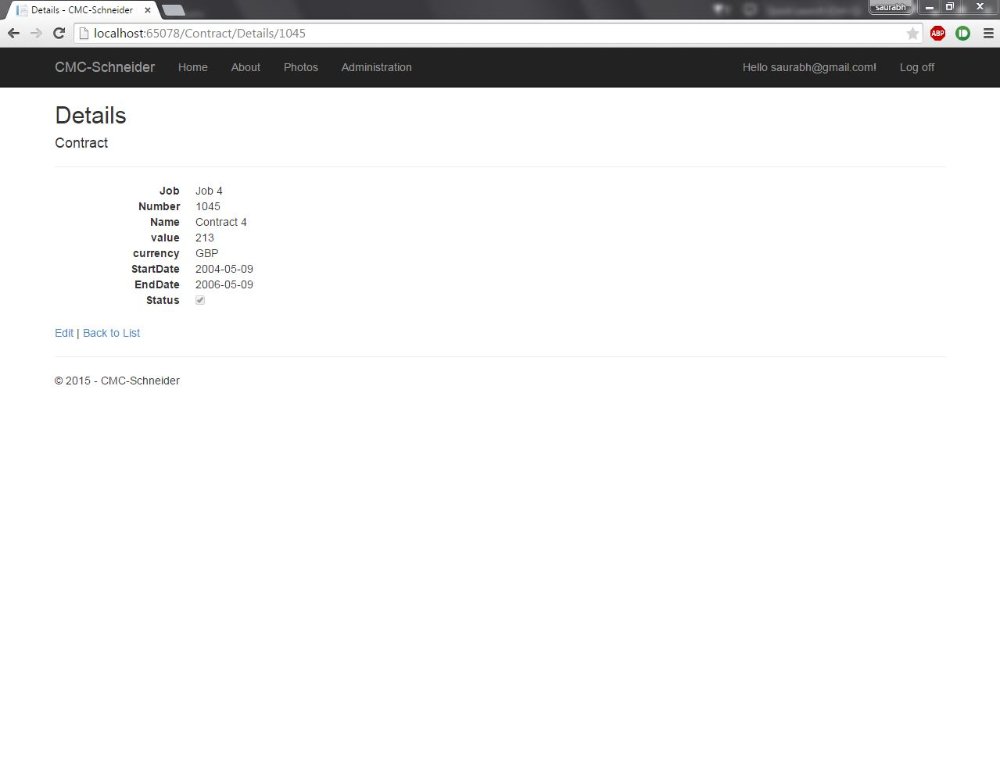 Details - CMC-Schneider
saurabh
localhost:65078/Contract/Details/1045
ABP
CMC-Schneider Home About Photos Administration Hello saurabh@gmail.com! Log off
Details
Contract
Job Job 4
Number 1045
Name Contract 4
value 213
currency GBP
StartDate 2004-05-09
EndDate 2006-05-09
Status
Edit | Back to List
© 2015 - CMC-Schneider